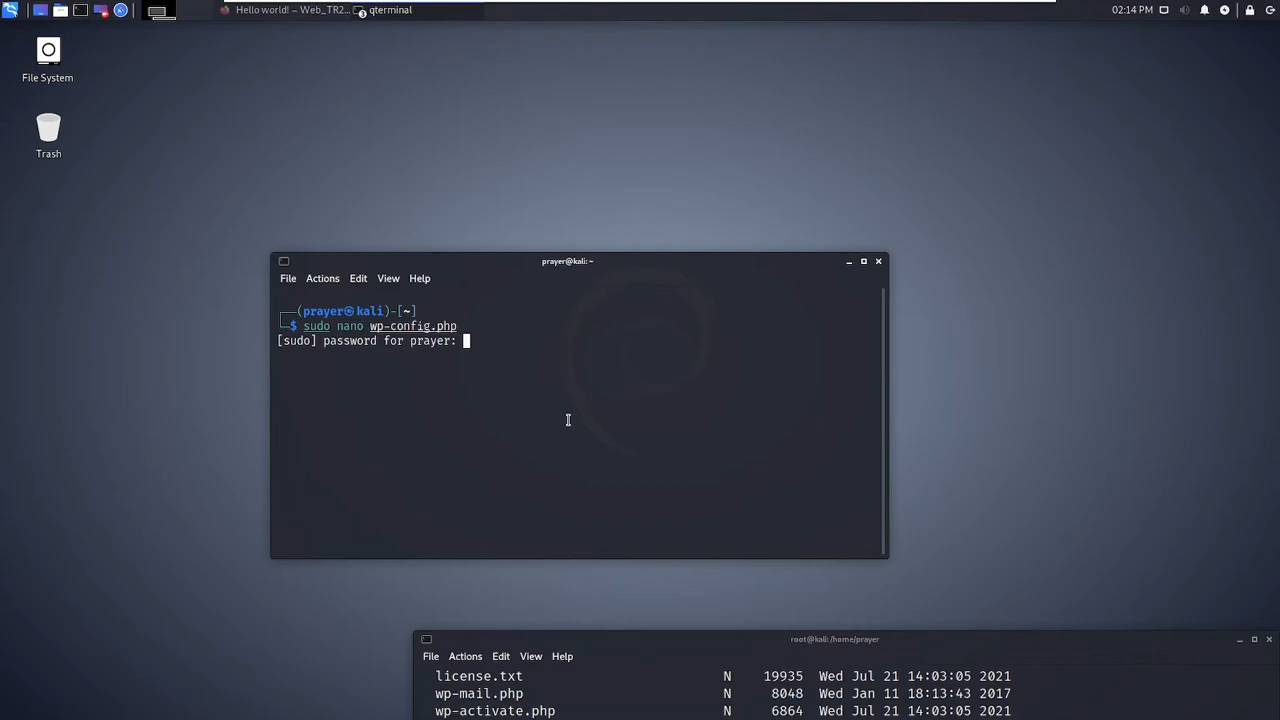 Hello world! – Web_TR2...
3 qterminal
02:14 PM
File System
Trash
prayer@kali: ~
File Actions Edit View Help
┌──(prayer㉿kali)-[~]
└─$ sudo nano wp-config.php
[sudo] password for prayer:
root@kali: /home/prayer
File Actions Edit View Help
license.txt N 19935 Wed Jul 21 14:03:05 2021
wp-mail.php N 8048 Wed Jan 11 18:13:43 2017
wp-activate.php N 6864 Wed Jul 21 14:03:05 2021